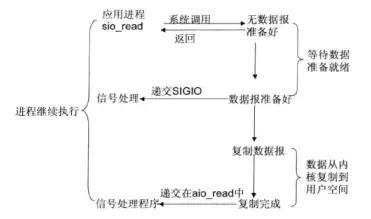 应用进程
sio_read
系统调用
返回
无数据报
准备好
等待数据
准备就绪
进程继续执行
信号处理
递交SIGIO
数据报准备好
复制数据报
数据从内
核复制到
用户空间
递交在aio_read中
信号处理程序
复制完成